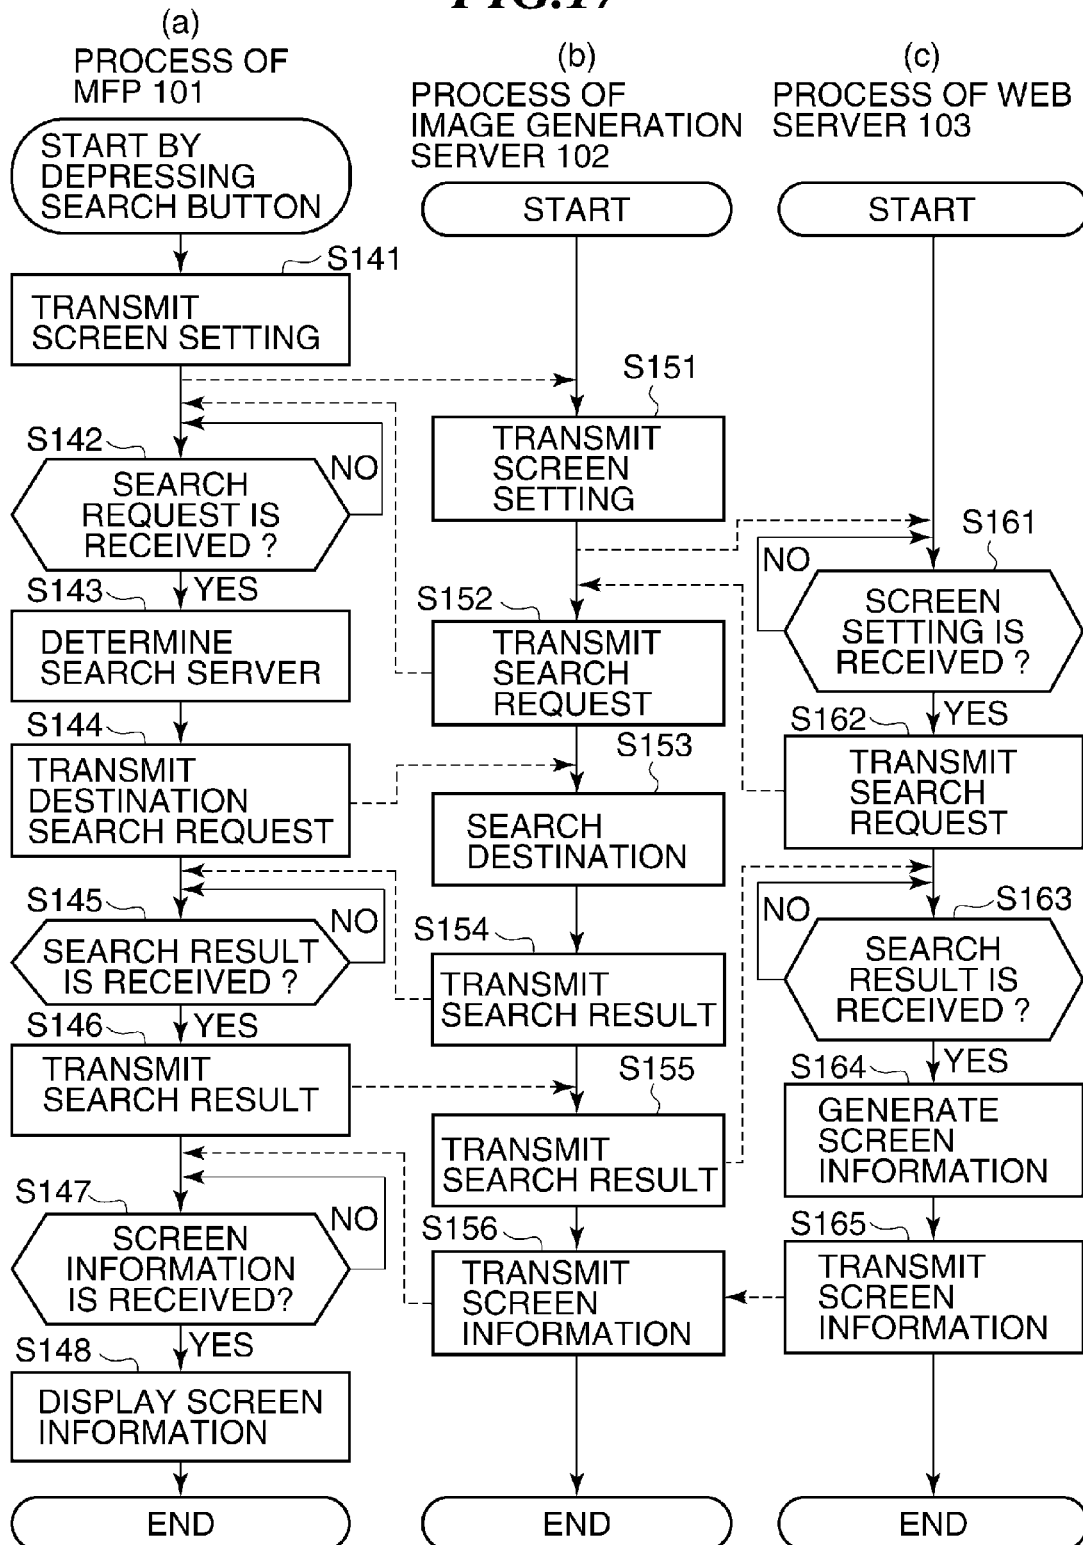 FIG.17
(a)
PROCESS OF
MFP 101
START BY
DEPRESSING
SEARCH BUTTON
S141
TRANSMIT
SCREEN SETTING
S142
NO
SEARCH
REQUEST IS
RECEIVED ?
YES
S143
DETERMINE
SEARCH SERVER
S144
TRANSMIT
DESTINATION
SEARCH REQUEST
S145
NO
SEARCH RESULT
IS RECEIVED ?
YES
S146
TRANSMIT
SEARCH RESULT
S147
NO
SCREEN
INFORMATION
IS RECEIVED?
YES
S148
DISPLAY SCREEN
INFORMATION
END
(b)
PROCESS OF
IMAGE GENERATION
SERVER 102
START
S151
TRANSMIT
SCREEN
SETTING
S152
TRANSMIT
SEARCH
REQUEST
S153
SEARCH
DESTINATION
S154
TRANSMIT
SEARCH RESULT
S155
TRANSMIT
SEARCH RESULT
S156
TRANSMIT
SCREEN
INFORMATION
END
(c)
PROCESS OF WEB
SERVER 103
START
S161
NO
SCREEN
SETTING IS
RECEIVED ?
YES
S162
TRANSMIT
SEARCH
REQUEST
S163
NO
SEARCH
RESULT IS
RECEIVED ?
YES
S164
GENERATE
SCREEN
INFORMATION
S165
TRANSMIT
SCREEN
INFORMATION
END